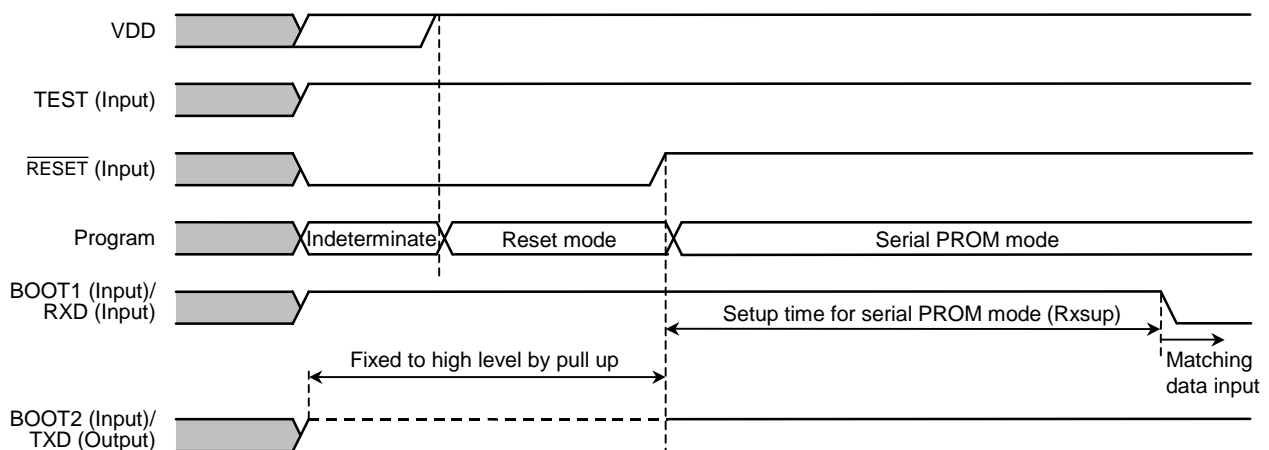 VDD
TEST (Input)
RESET (Input)
Program
Indeterminate
Reset mode
Serial PROM mode
BOOT1 (Input)/
RXD (Input)
Setup time for serial PROM mode (Rxsup)
Fixed to high level by pull up
Matching
data input
BOOT2 (Input)/
TXD (Output)